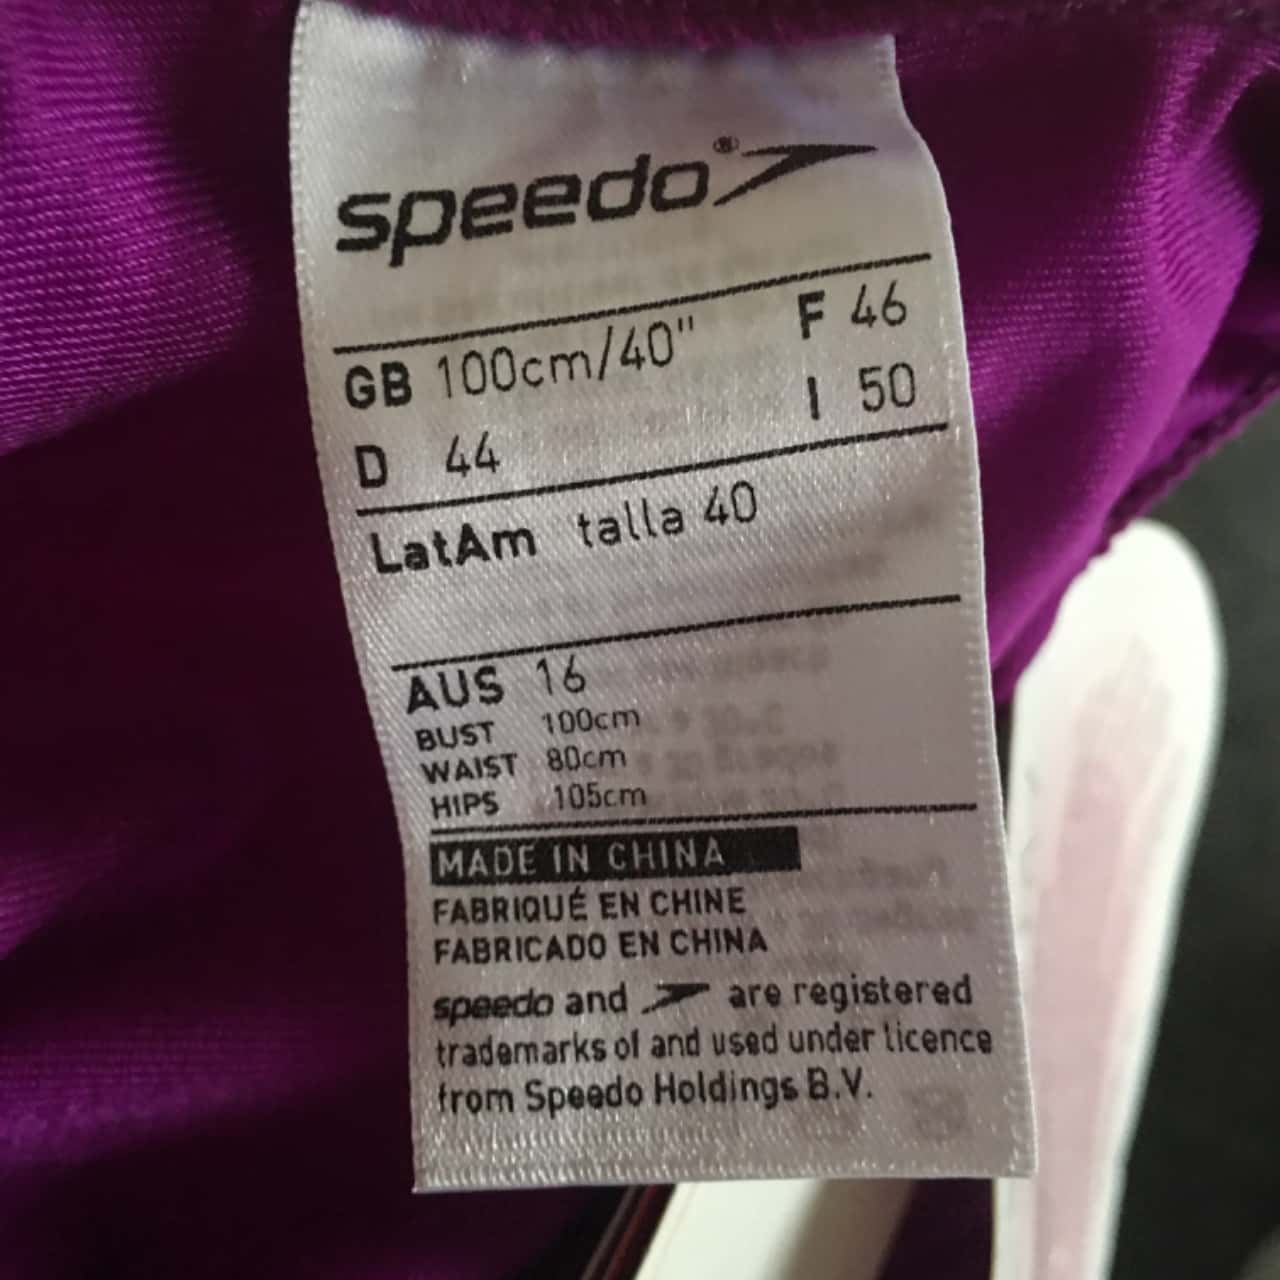 speedo®
GB 100cm/40" F 46
D 44 I 50
LatAm talla 40
AUS 16
BUST 100cm
WAIST 80cm
HIPS 105cm
MADE IN CHINA
FABRIQUÉ EN CHINE
FABRICADO EN CHINA
speedo and are registered
trademarks of and used under licence
from Speedo Holdings B.V.